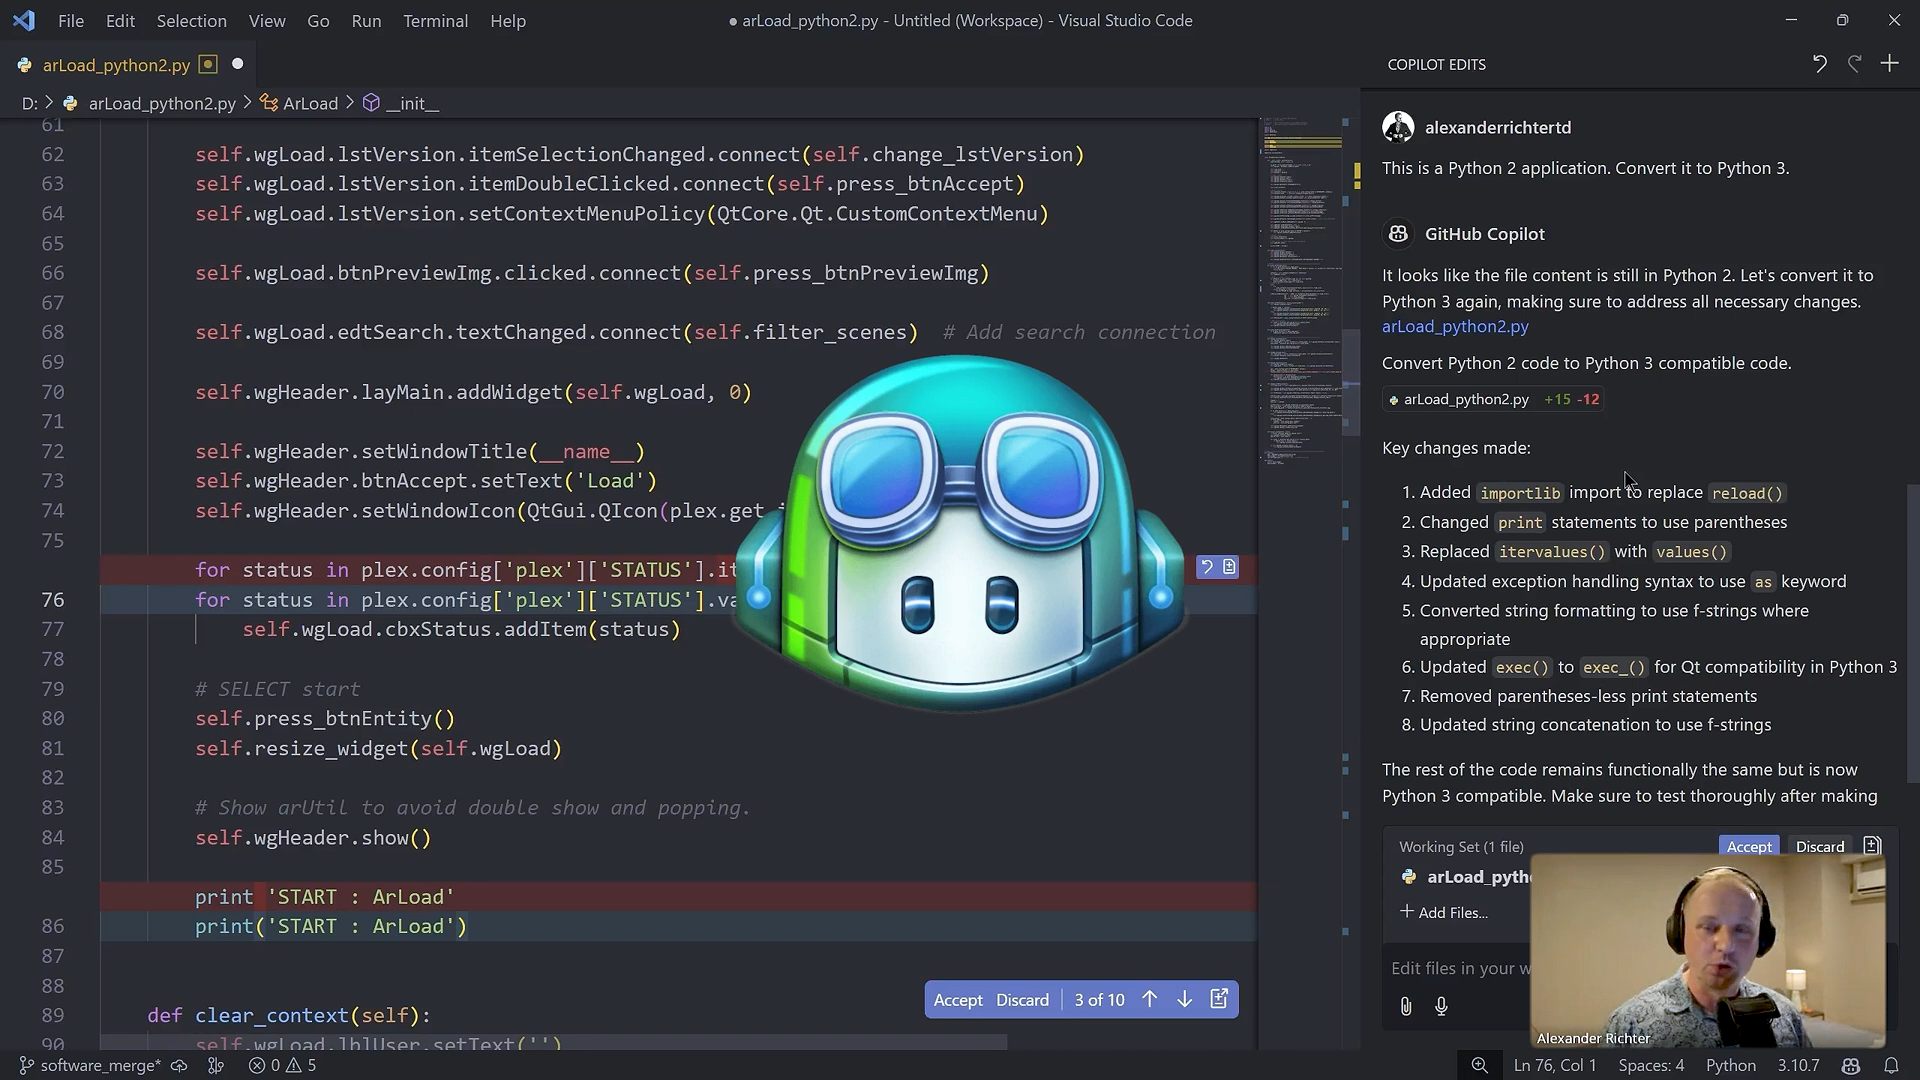 File Edit Selection View Go Run Terminal Help
● arLoad_python2.py - Untitled (Workspace) - Visual Studio Code
arLoad_python2.py
D: > arLoad_python2.py > ArLoad > __init__
61
62 self.wgLoad.lstVersion.itemSelectionChanged.connect(self.change_lstVersion)
63 self.wgLoad.lstVersion.itemDoubleClicked.connect(self.press_btnAccept)
64 self.wgLoad.lstVersion.setContextMenuPolicy(QtCore.Qt.CustomContextMenu)
65
66 self.wgLoad.btnPreviewImg.clicked.connect(self.press_btnPreviewImg)
67
68 self.wgLoad.edtSearch.textChanged.connect(self.filter_scenes) # Add search connection
69
70 self.wgHeader.layMain.addWidget(self.wgLoad, 0)
71
72 self.wgHeader.setWindowTitle(__name__)
73 self.wgHeader.btnAccept.setText('Load')
74 self.wgHeader.setWindowIcon(QtGui.QIcon(plex.get_
75
for status in plex.config['plex']['STATUS'].it
76 for status in plex.config['plex']['STATUS'].va
77 self.wgLoad.cbxStatus.addItem(status)
78
79 # SELECT start
80 self.press_btnEntity()
81 self.resize_widget(self.wgLoad)
82
83 # Show arUtil to avoid double show and popping.
84 self.wgHeader.show()
85
print 'START : ArLoad'
86 print('START : ArLoad')
87
88
89 def clear_context(self):
90 self.wgLoad.lblUser.setText('')
Accept Discard 3 of 10
COPILOT EDITS
alexanderrichtertd
This is a Python 2 application. Convert it to Python 3.
GitHub Copilot
It looks like the file content is still in Python 2. Let's convert it to
Python 3 again, making sure to address all necessary changes.
arLoad_python2.py
Convert Python 2 code to Python 3 compatible code.
arLoad_python2.py +15 -12
Key changes made:
1. Added importlib import to replace reload()
2. Changed print statements to use parentheses
3. Replaced itervalues() with values()
4. Updated exception handling syntax to use as keyword
5. Converted string formatting to use f-strings where
appropriate
6. Updated exec() to exec_() for Qt compatibility in Python 3
7. Removed parentheses-less print statements
8. Updated string concatenation to use f-strings
The rest of the code remains functionally the same but is now
Python 3 compatible. Make sure to test thoroughly after making
Working Set (1 file) Accept Discard
arLoad_pytho
+ Add Files...
Edit files in your w
Alexander Richter
software_merge* 0 5
Ln 76, Col 1 Spaces: 4 Python 3.10.7